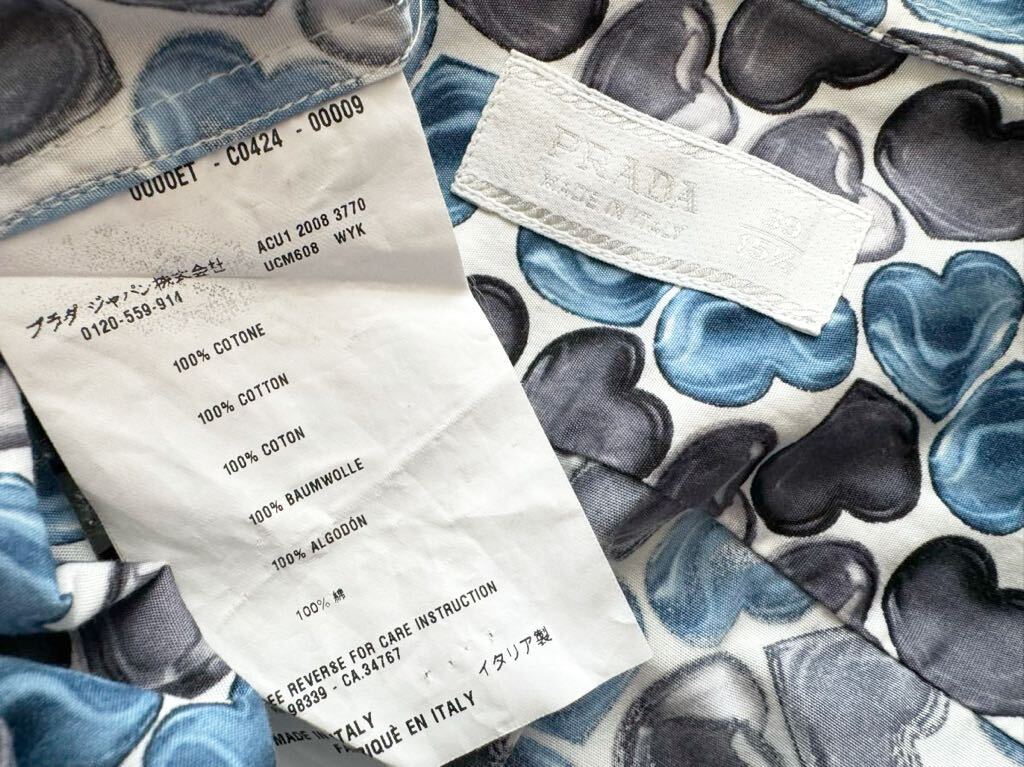 0000ET - C0424 - 00009
ACU1 2008 3770
UCM608 WYK
プラダ ジャパン株式会社
0120-559-914
100% COTONE
100% COTTON
100% COTON
100% BAUMWOLLE
100% ALGODÓN
100% 綿
EE REVERSE FOR CARE INSTRUCTION
98339 - CA.34767
イタリア製
MADE IN ITALY
FABRIQUÈ EN ITALY
PRADA
MADE IN ITALY